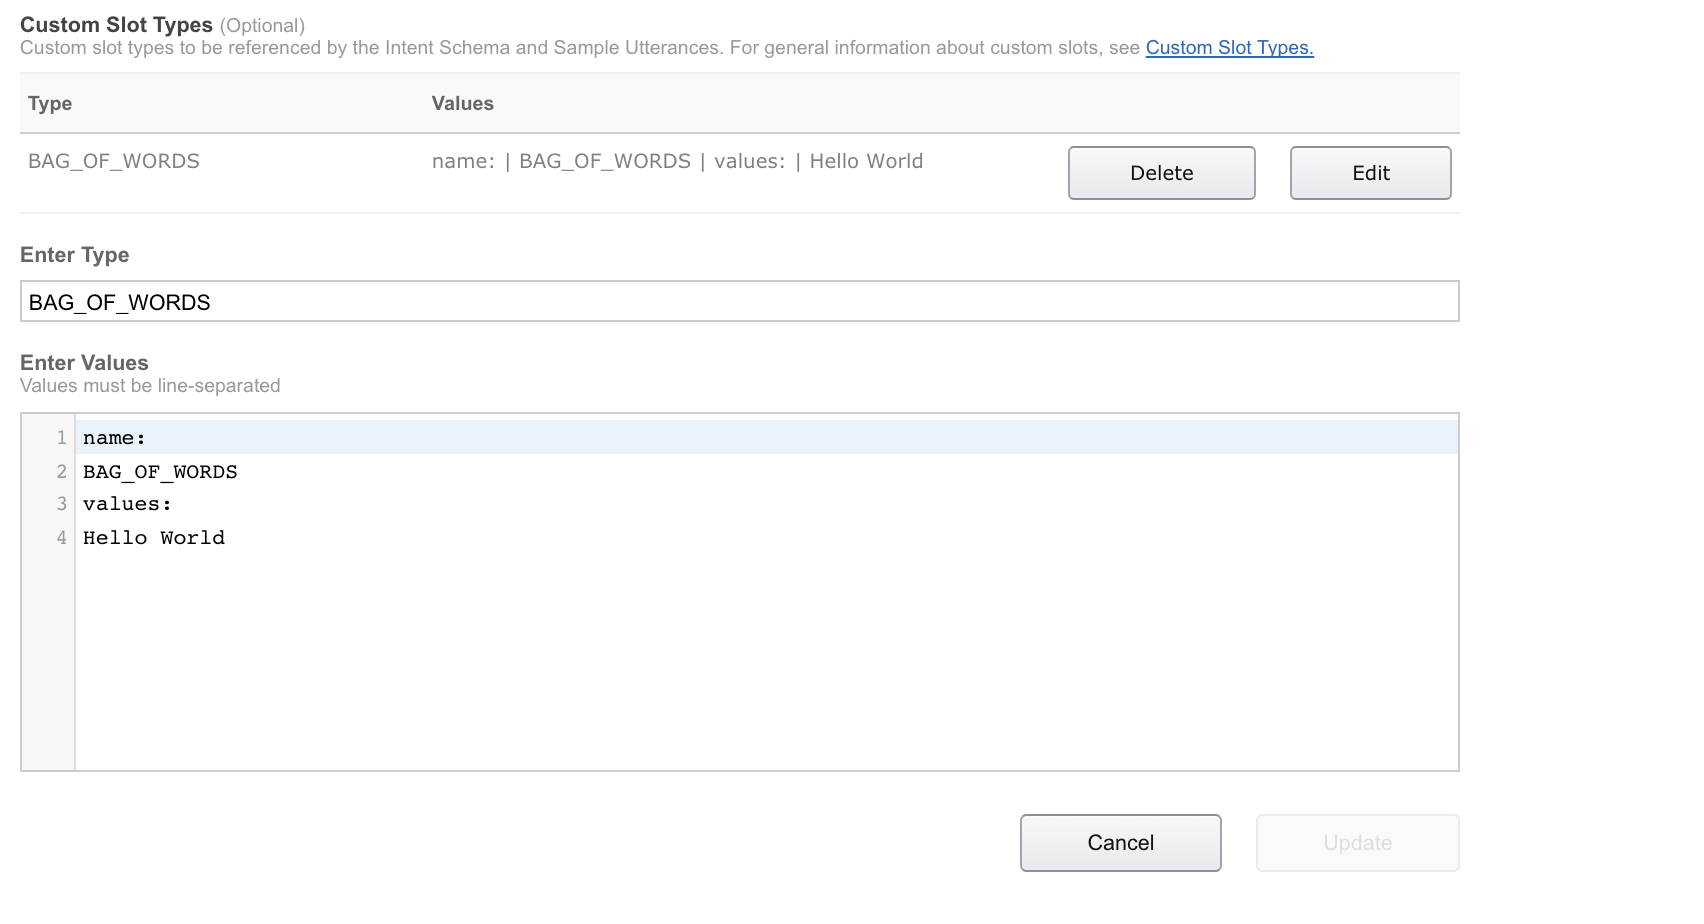 Custom Slot Types (Optional)
Custom slot types to be referenced by the Intent Schema and Sample Utterances. For general information about custom slots, see Custom Slot Types.
Type Values
BAG_OF_WORDS name: | BAG_OF_WORDS | values: | Hello World Delete Edit
Enter Type
BAG_OF_WORDS
Enter Values
Values must be line-separated
1 name:
2 BAG_OF_WORDS
3 values:
4 Hello World
Cancel Update